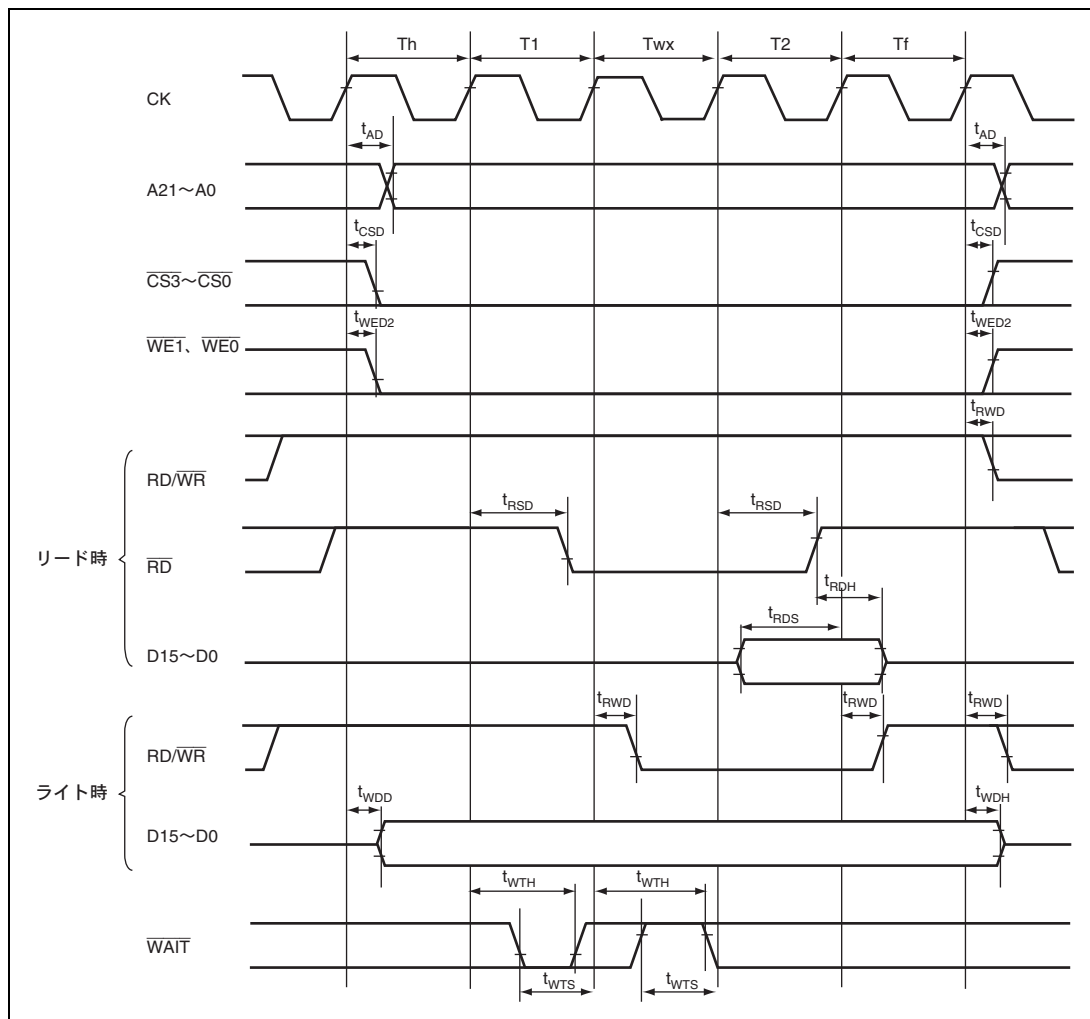 Th T1 Twx T2 Tf
CK
tAD tAD
A21～A0
tCSD tCSD
CS3～CS0
tWED2 tWED2
WE1、WE0
tRWD
RD/WR
tRSD tRSD
リード時
RD
tRDH
tRDS
D15～D0
tRWD tRWD tRWD
RD/WR
ライト時
tWDD tWDH
D15～D0
tWTH tWTH
WAIT
tWTS tWTS